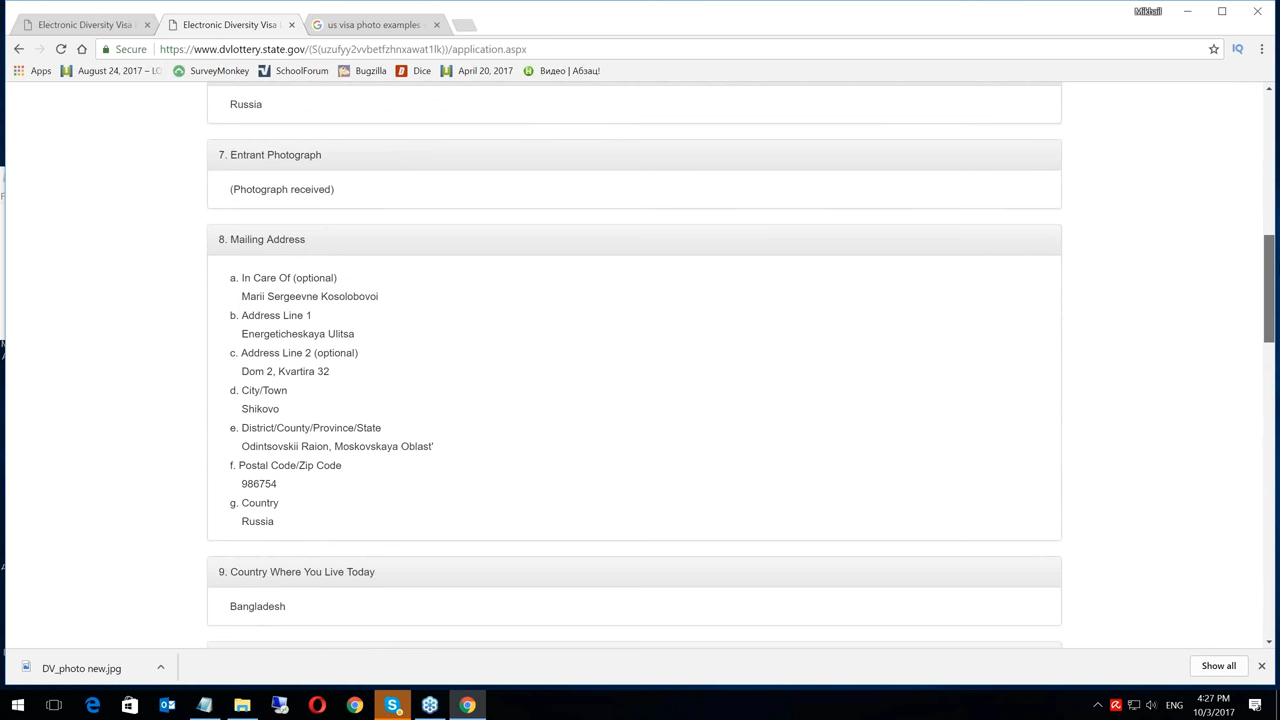 Electronic Diversity Visa
Electronic Diversity Visa
us visa photo examples
Mikhail
Secure
https://www.dvlottery.state.gov/(S(uzufyy2vvbetfzhnxawat1lk))/application.aspx
IQ
Apps
August 24, 2017 – LO
SurveyMonkey
SchoolForum
Bugzilla
Dice
April 20, 2017
Видео | Абзац!
Russia
7. Entrant Photograph
(Photograph received)
8. Mailing Address
a. In Care Of (optional)
Marii Sergeevne Kosolobovoi
b. Address Line 1
Energeticheskaya Ulitsa
c. Address Line 2 (optional)
Dom 2, Kvartira 32
d. City/Town
Shikovo
e. District/County/Province/State
Odintsovskii Raion, Moskovskaya Oblast'
f. Postal Code/Zip Code
986754
g. Country
Russia
9. Country Where You Live Today
Bangladesh
DV_photo new.jpg
Show all
ENG
4:27 PM
10/3/2017